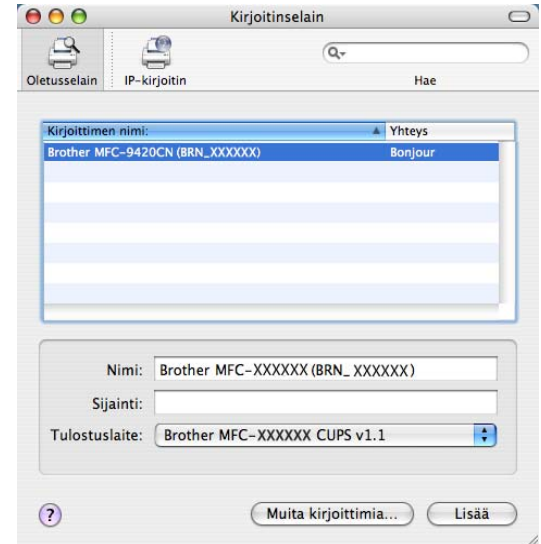 Kirjoitinselain
Oletusselain IP-kirjoitin Hae
Kirjoittimen nimi: Yhteys
Brother MFC-9420CN (BRN_XXXXXX) Bonjour
Nimi: Brother MFC-XXXXXX (BRN_ XXXXXX)
Sijainti:
Tulostuslaite: Brother MFC-XXXXXX CUPS v1.1
? Muita kirjoittimia... Lisää